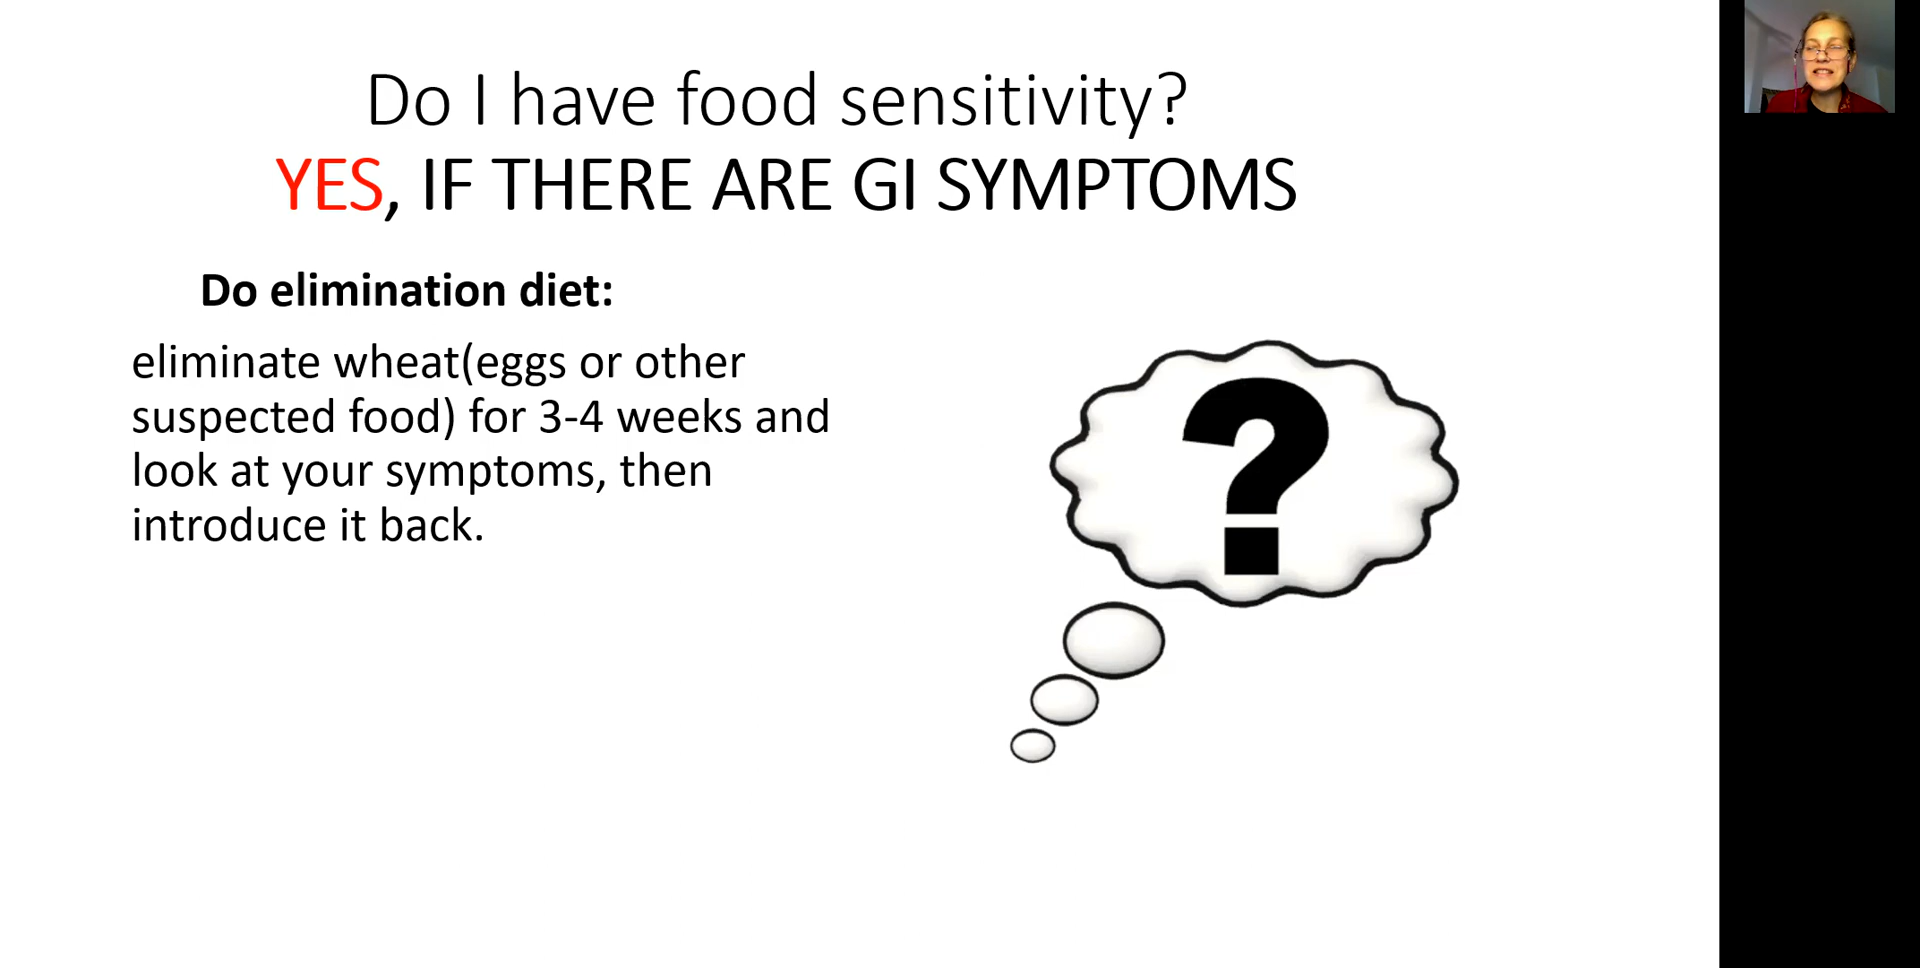 Do I have food sensitivity?
YES, IF THERE ARE GI SYMPTOMS
Do elimination diet:
eliminate wheat(eggs or other
suspected food) for 3-4 weeks and
look at your symptoms, then
introduce it back.
?